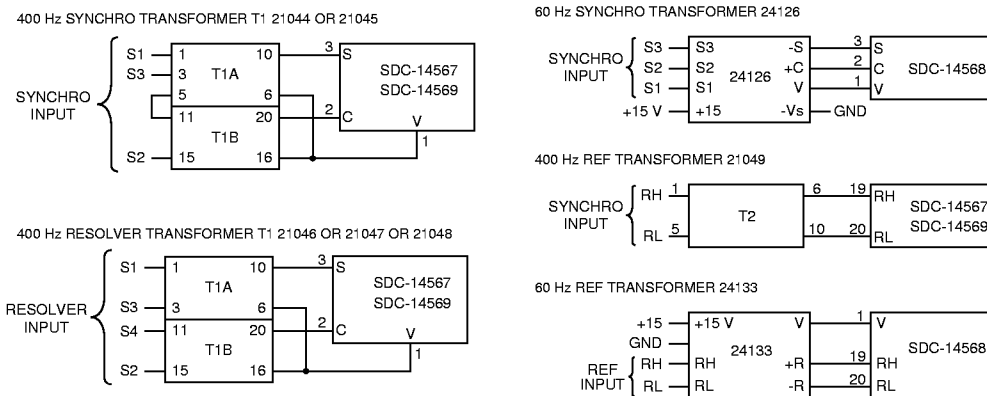 400 Hz SYNCHRO TRANSFORMER T1 21044 OR 21045
SYNCHRO
INPUT
S1
S3
S2
1
3
5
11
15
T1A
T1B
10
6
20
16
3
2
S
C
V
1
SDC-14567
SDC-14569
400 Hz RESOLVER TRANSFORMER T1 21046 OR 21047 OR 21048
RESOLVER
INPUT
S1
S3
S4
S2
1
3
11
15
T1A
T1B
10
6
20
16
3
2
S
C
V
1
SDC-14567
SDC-14569
60 Hz SYNCHRO TRANSFORMER 24126
SYNCHRO
INPUT
S3
S2
S1
+15 V
S3
S2
S1
+15
24126
-S
+C
V
-Vs
GND
3
2
1
S
C
V
SDC-14568
400 Hz REF TRANSFORMER 21049
SYNCHRO
INPUT
RH
RL
1
5
T2
6
10
19
20
RH
RL
SDC-14567
SDC-14569
60 Hz REF TRANSFORMER 24133
+15
GND
REF
INPUT
RH
RL
+15 V
RH
RL
24133
V
+R
-R
1
19
20
V
RH
RL
SDC-14568